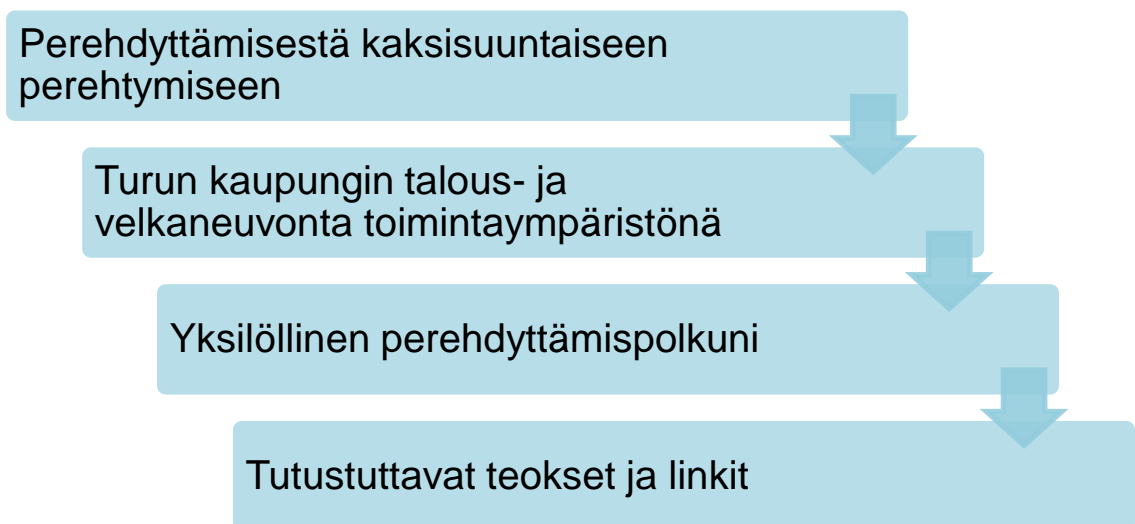 Perehdyttämisestä kaksisuuntaiseen
perehtymiseen
Turun kaupungin talous- ja
velkaneuvonta toimintaympäristönä
Yksilöllinen perehdyttämispolkuni
Tutustuttavat teokset ja linkit